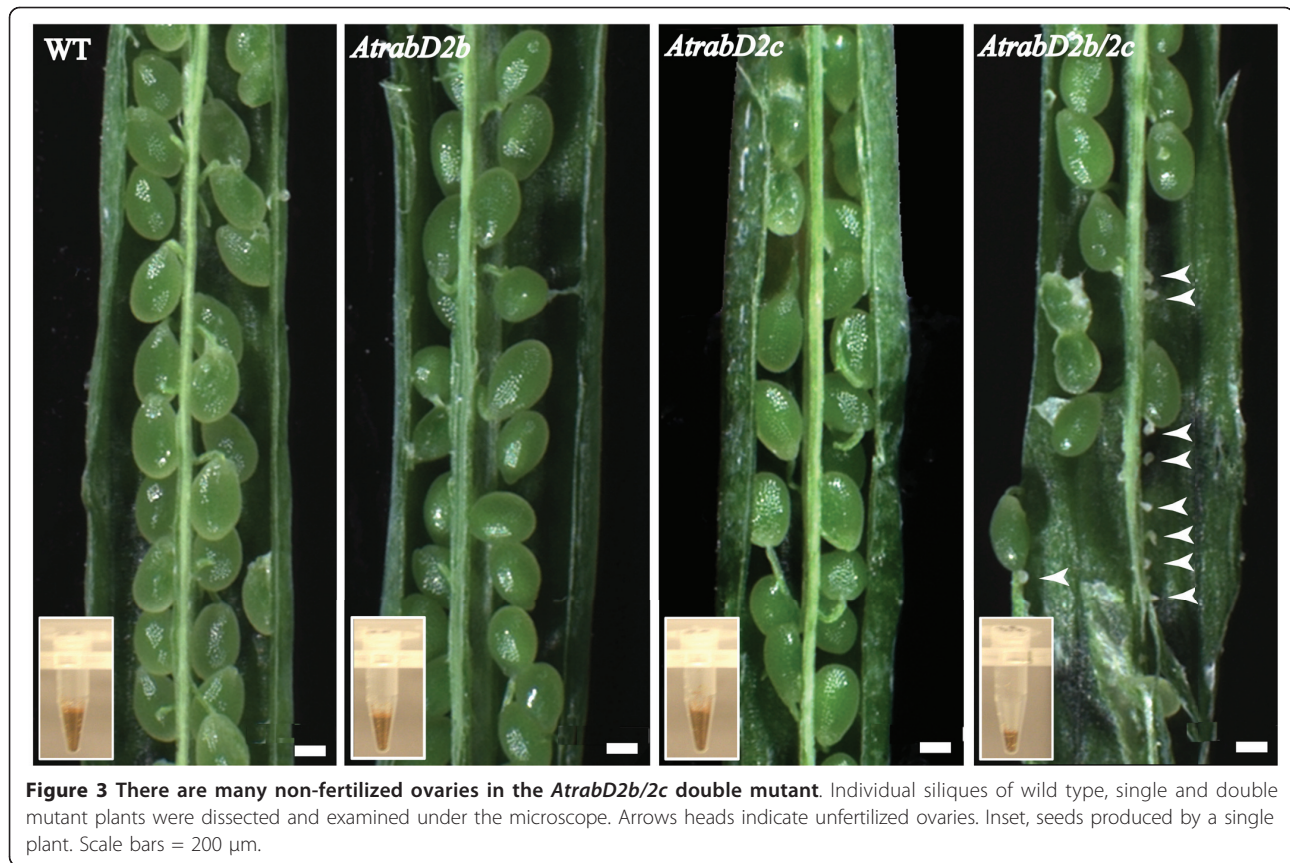 WT
AtrabD2b
AtrabD2c
AtrabD2b/2c
Figure 3 There are many non-fertilized ovaries in the AtrabD2b/2c double mutant. Individual siliques of wild type, single and double
mutant plants were dissected and examined under the microscope. Arrows heads indicate unfertilized ovaries. Inset, seeds produced by a single
plant. Scale bars = 200 μm.